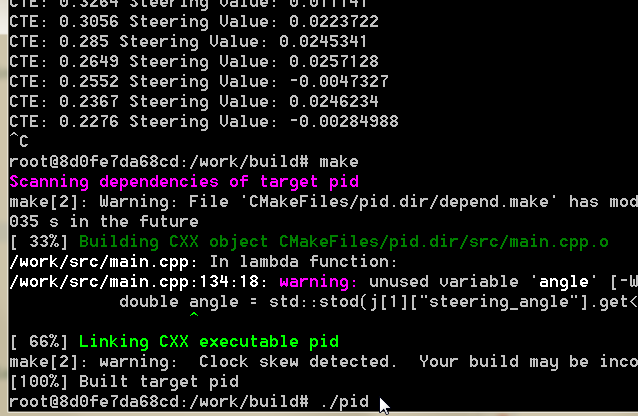 CTE: 0.3264 Steering Value: 0.011141
CTE: 0.3056 Steering Value: 0.0223722
CTE: 0.285 Steering Value: 0.0245341
CTE: 0.2649 Steering Value: 0.0257128
CTE: 0.2552 Steering Value: -0.0047327
CTE: 0.2367 Steering Value: 0.0246234
CTE: 0.2276 Steering Value: -0.00284988
^C
root@8d0fe7da68cd:/work/build# make
Scanning dependencies of target pid
make[2]: Warning: File 'CMakeFiles/pid.dir/depend.make' has mod
035 s in the future
[ 33%] Building CXX object CMakeFiles/pid.dir/src/main.cpp.o
/work/src/main.cpp: In lambda function:
/work/src/main.cpp:134:18: warning: unused variable 'angle' [-W
double angle = std::stod(j[1]["steering_angle"].get<
^
[ 66%] Linking CXX executable pid
make[2]: warning:  Clock skew detected.  Your build may be inco
[100%] Built target pid
root@8d0fe7da68cd:/work/build# ./pid